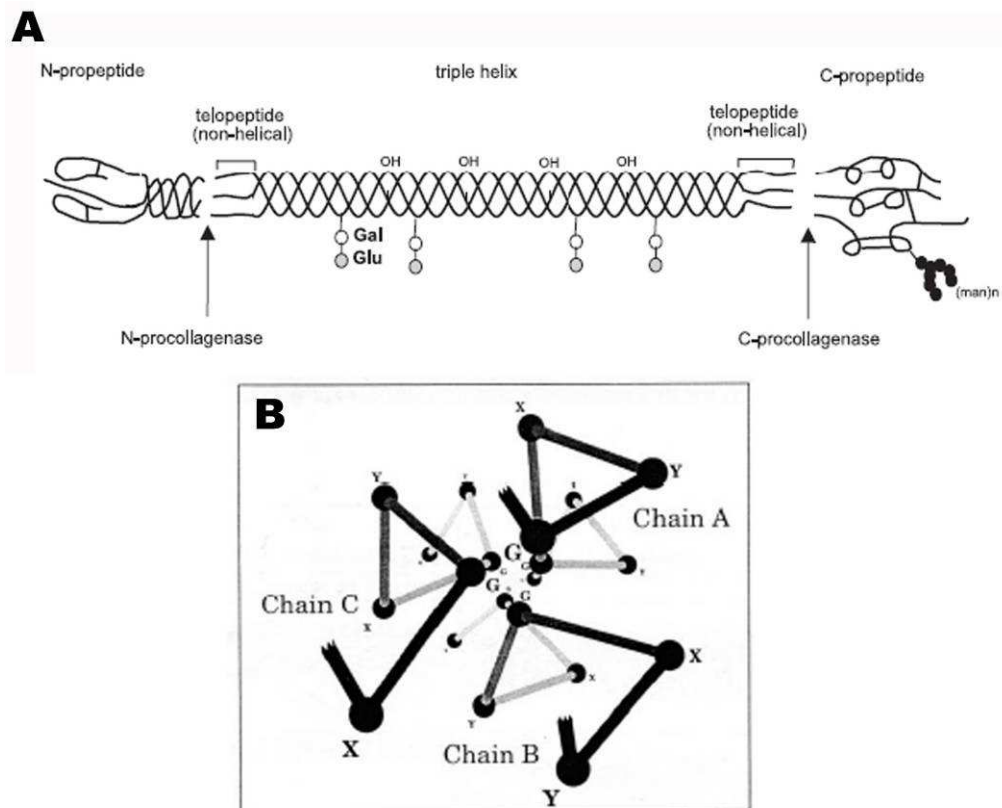 A
N-propeptide
triple helix
C-propeptide
telopeptide
(non-helical)
telopeptide
(non-helical)
OH OH OH OH
Gal
Glu
(man)n
N-procollagenase
C-procollagenase
B
X
Y
Chain A
Y
X
Chain C
G
G
G
G
G
X
Y
Y
X
X
Y
Chain B
X
Y